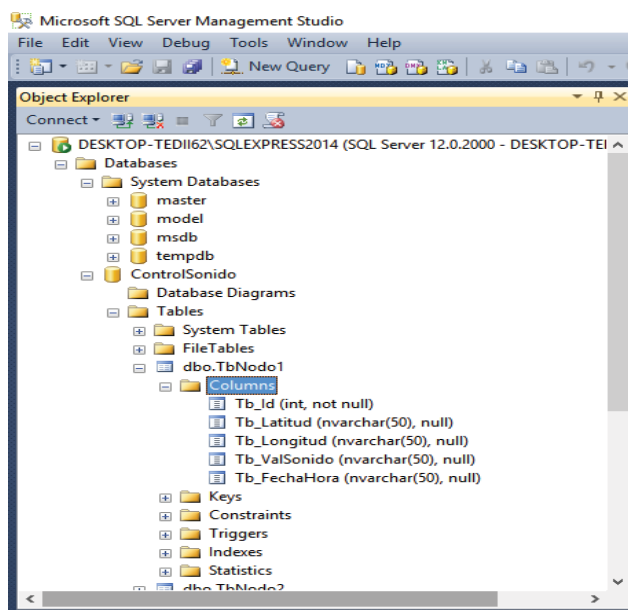 Microsoft SQL Server Management Studio
File Edit View Debug Tools Window Help
New Query
Object Explorer
Connect
DESKTOP-TEDII62\SQLEXPRESS2014 (SQL Server 12.0.2000 - DESKTOP-TEI
Databases
System Databases
master
model
msdb
tempdb
ControlSonido
Database Diagrams
Tables
System Tables
FileTables
dbo.TbNodo1
Columns
Tb_Id (int, not null)
Tb_Latitud (nvarchar(50), null)
Tb_Longitud (nvarchar(50), null)
Tb_ValSonido (nvarchar(50), null)
Tb_FechaHora (nvarchar(50), null)
Keys
Constraints
Triggers
Indexes
Statistics
dbo.TbNodo2